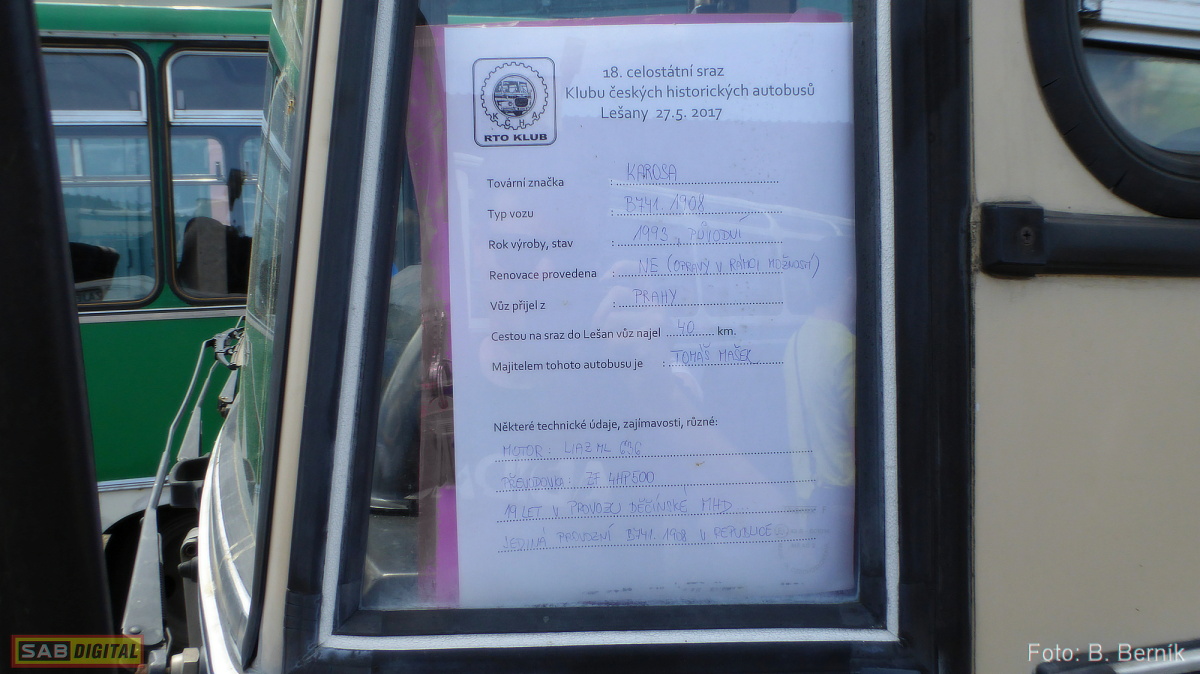 18. celostátní sraz
Klubu českých historických autobusů
Lešany 27.5. 2017
KČHA
RTO KLUB
Tovární značka : KAROSA
Typ vozu : B741.1908
Rok výroby, stav : 1993, PŮVODNÍ
Renovace provedena : NE (OPRAVY V RÁMCI MOŽNOSTÍ)
Vůz přijel z : PRAHY
Cestou na sraz do Lešan vůz najel 40 km.
Majitelem tohoto autobusu je : TOMÁŠ MAŠEK
Některé technické údaje, zajímavosti, různé:
MOTOR: LIAZ ML 636
PŘEVODOVKA: ZF 4HP500
19 LET V PROVOZU DĚČÍNSKÉ MHD
JEDINÁ PROVOZNÍ B741.1908 V REPUBLICE
SAB DIGITAL
Foto: B. Berník